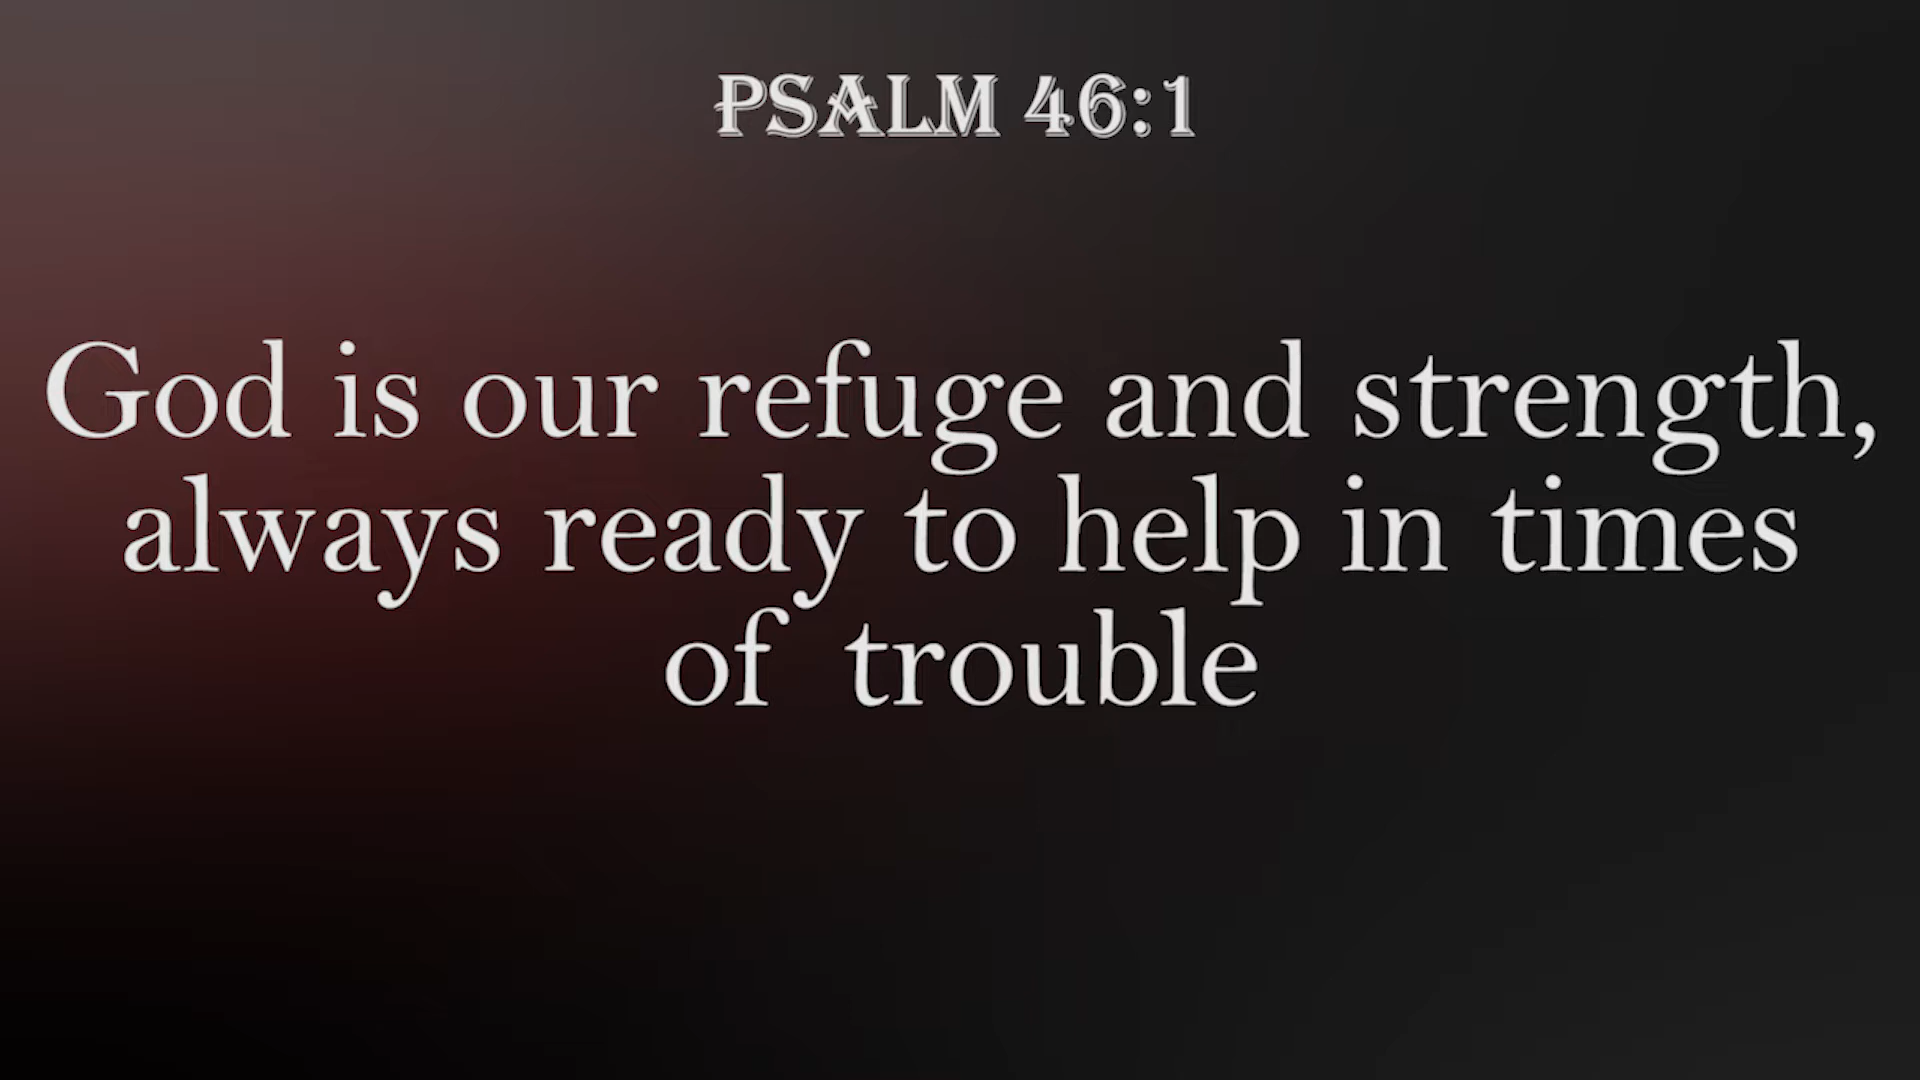 PSALM 46:1
God is our refuge and strength,
always ready to help in times
of trouble